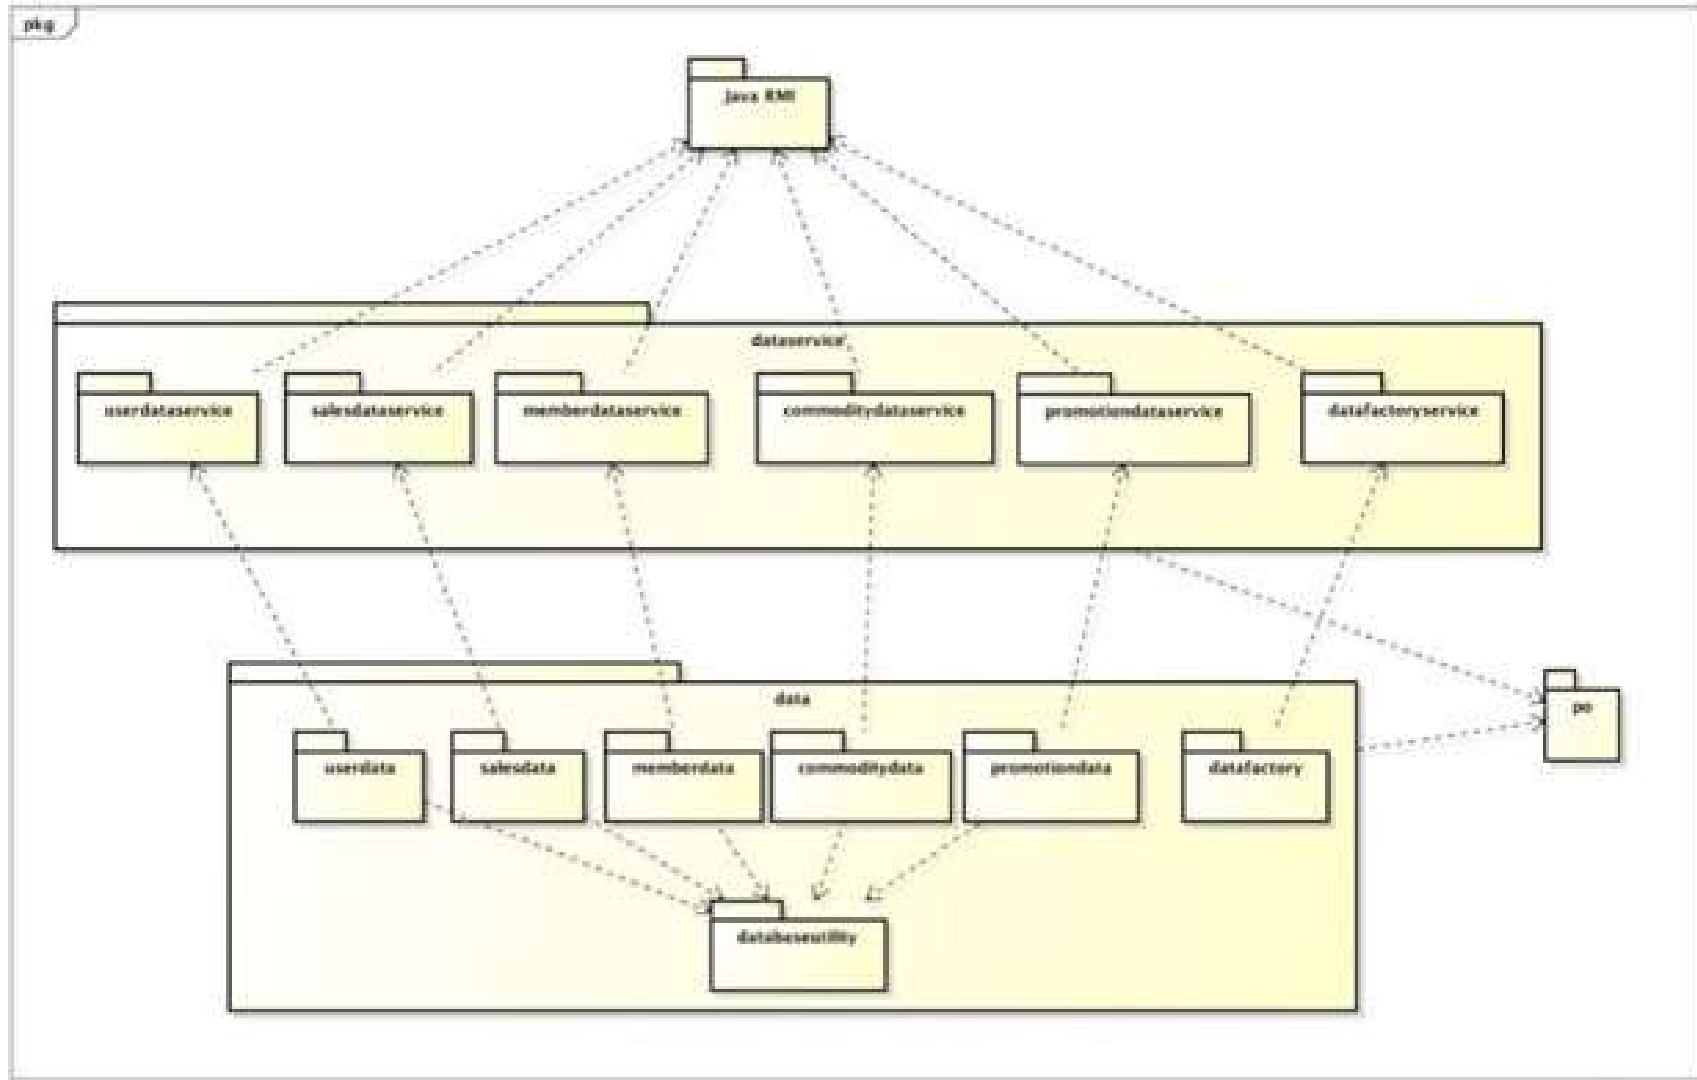 pkg
Java RMI
dataservice
userdataservice
salesdataservice
memberdataservice
commoditydataservice
promotiondataservice
datafactoryservice
data
po
userdata
salesdata
memberdata
commoditydata
promotiondata
datafactory
databaseutility